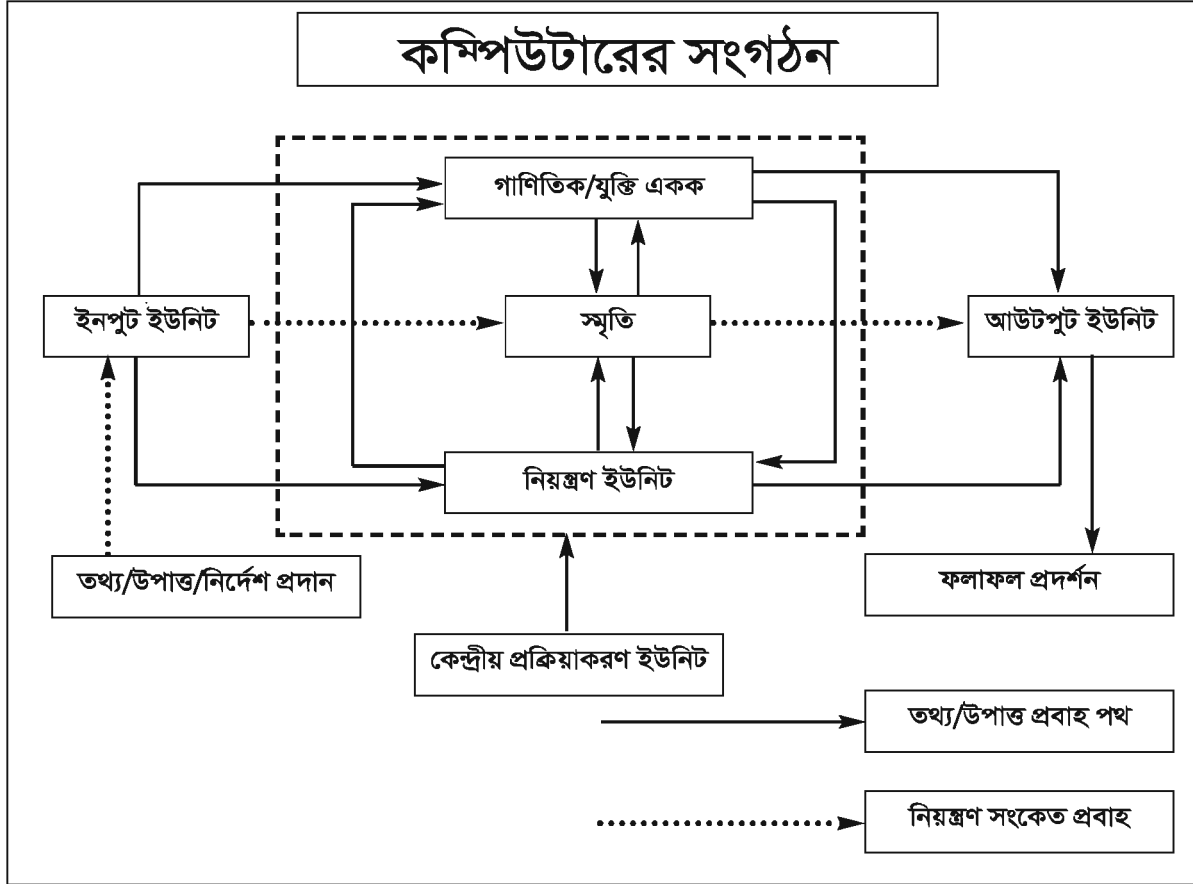 কম্পিউটারের সংগঠন
গাণিতিক/যুক্তি একক
ইনপুট ইউনিট
স্মৃতি
আউটপুট ইউনিট
নিয়ন্ত্রণ ইউনিট
তথ্য/উপাত্ত/নির্দেশ প্রদান
ফলাফল প্রদর্শন
কেন্দ্রীয় প্রক্রিয়াকরণ ইউনিট
তথ্য/উপাত্ত প্রবাহ পথ
নিয়ন্ত্রণ সংকেত প্রবাহ